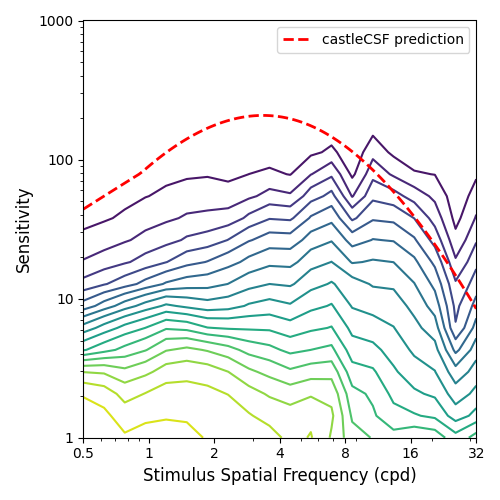 1000
castleCSF prediction
100
Sensitivity
10
1
0.5 1 2 4 8 16 32
Stimulus Spatial Frequency (cpd)